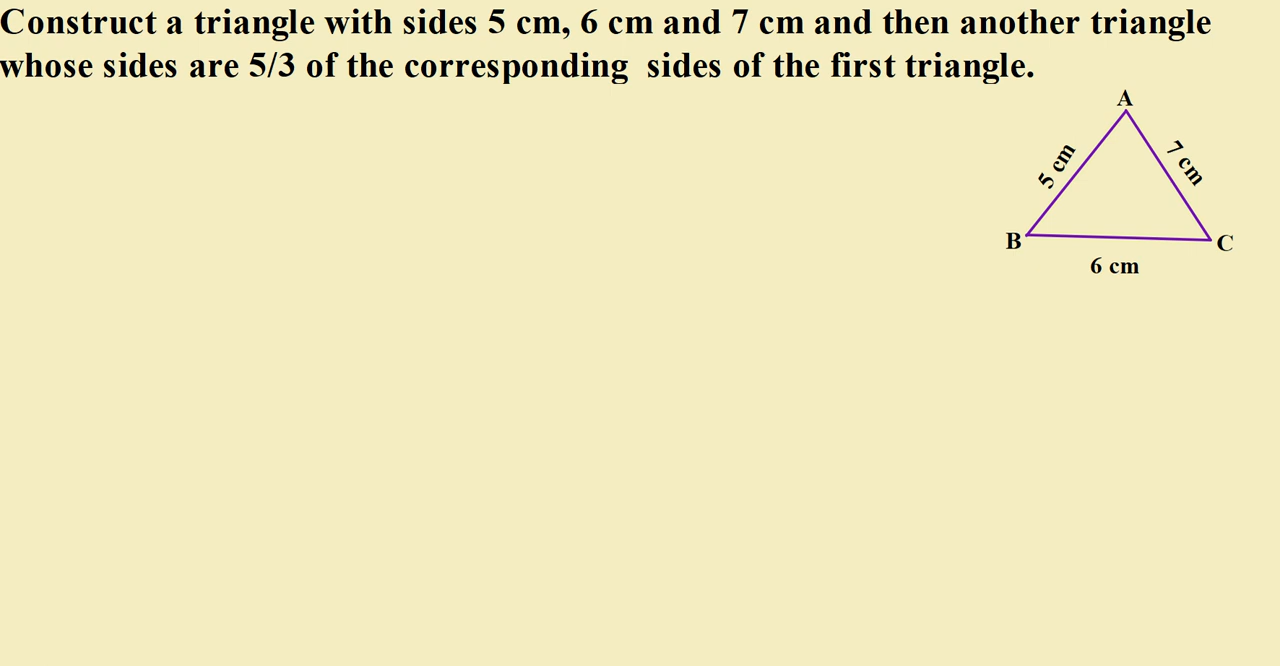 Construct a triangle with sides 5 cm, 6 cm and 7 cm and then another triangle
whose sides are 5/3 of the corresponding  sides of the first triangle.
A
5 cm
7 cm
B
C
6 cm